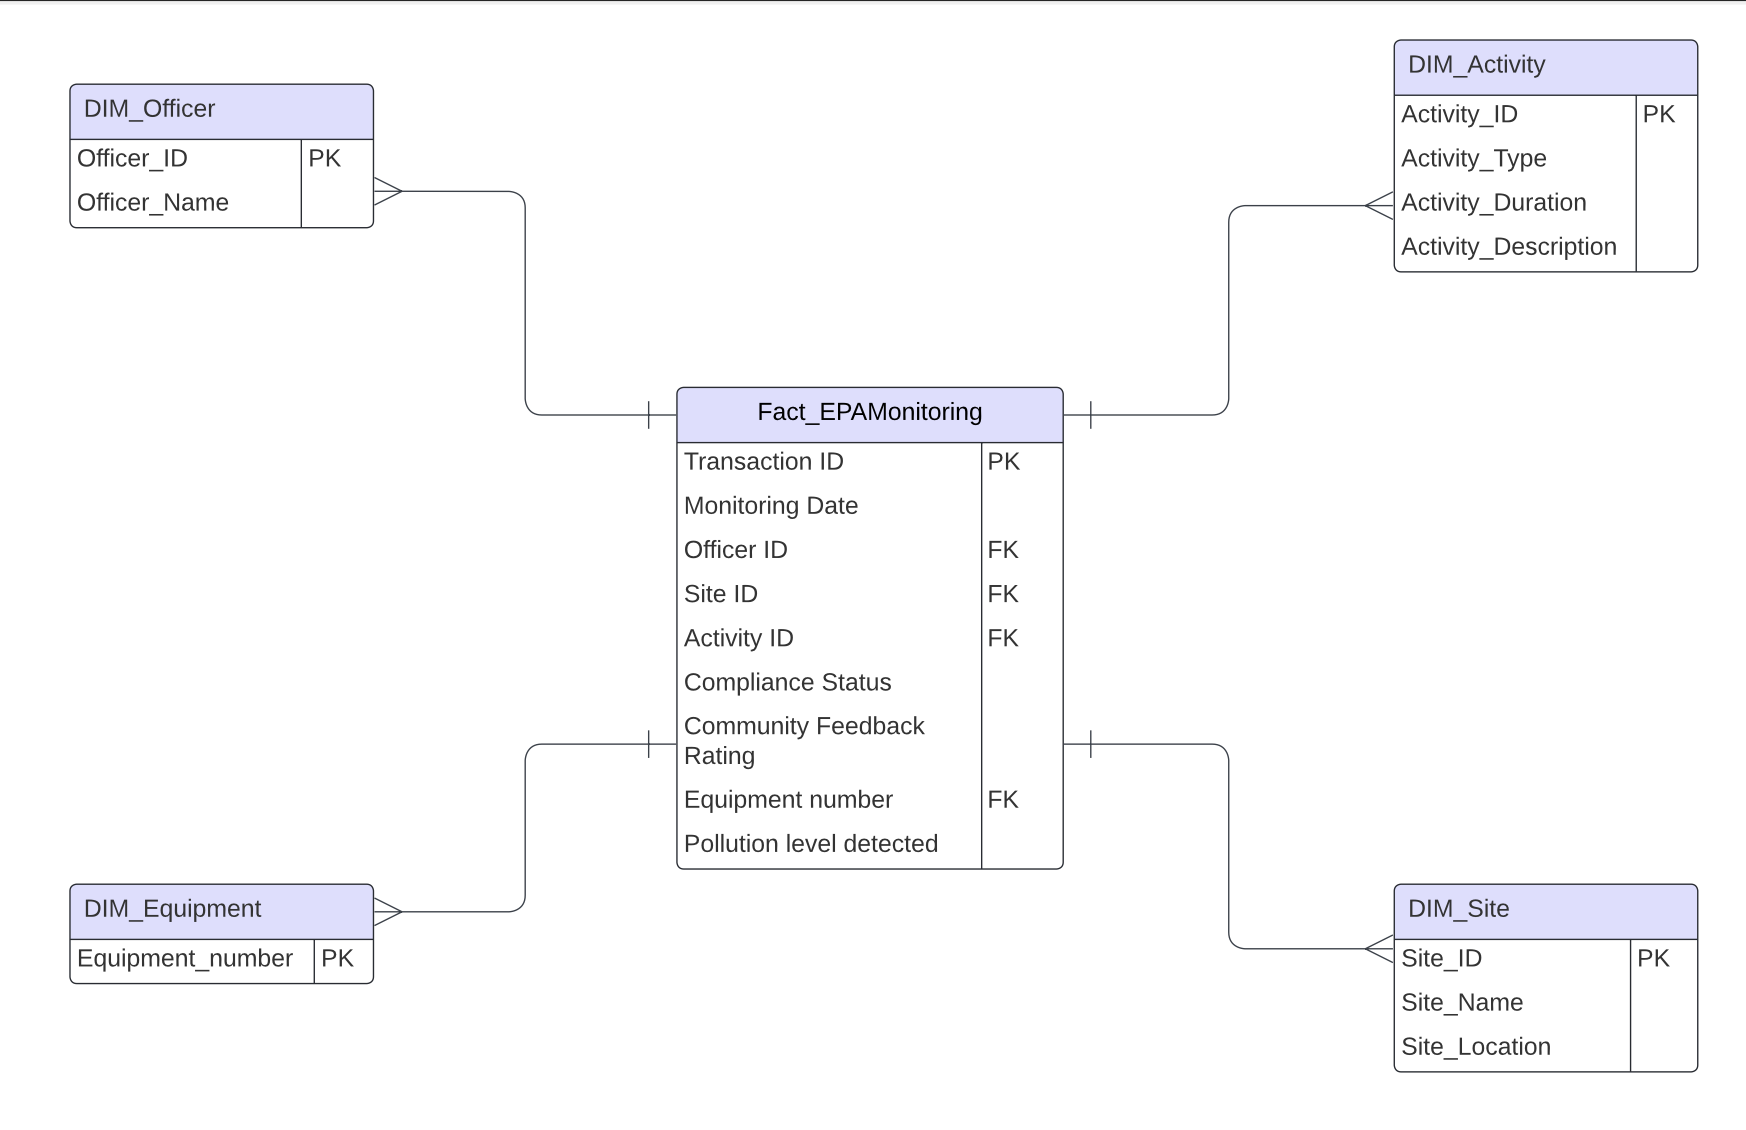 DIM_Officer
Officer_ID PK
Officer_Name
DIM_Activity
Activity_ID PK
Activity_Type
Activity_Duration
Activity_Description
Fact_EPAMonitoring
Transaction ID PK
Monitoring Date
Officer ID FK
Site ID FK
Activity ID FK
Compliance Status
Community Feedback
Rating
Equipment number FK
Pollution level detected
DIM_Equipment
Equipment_number PK
DIM_Site
Site_ID PK
Site_Name
Site_Location